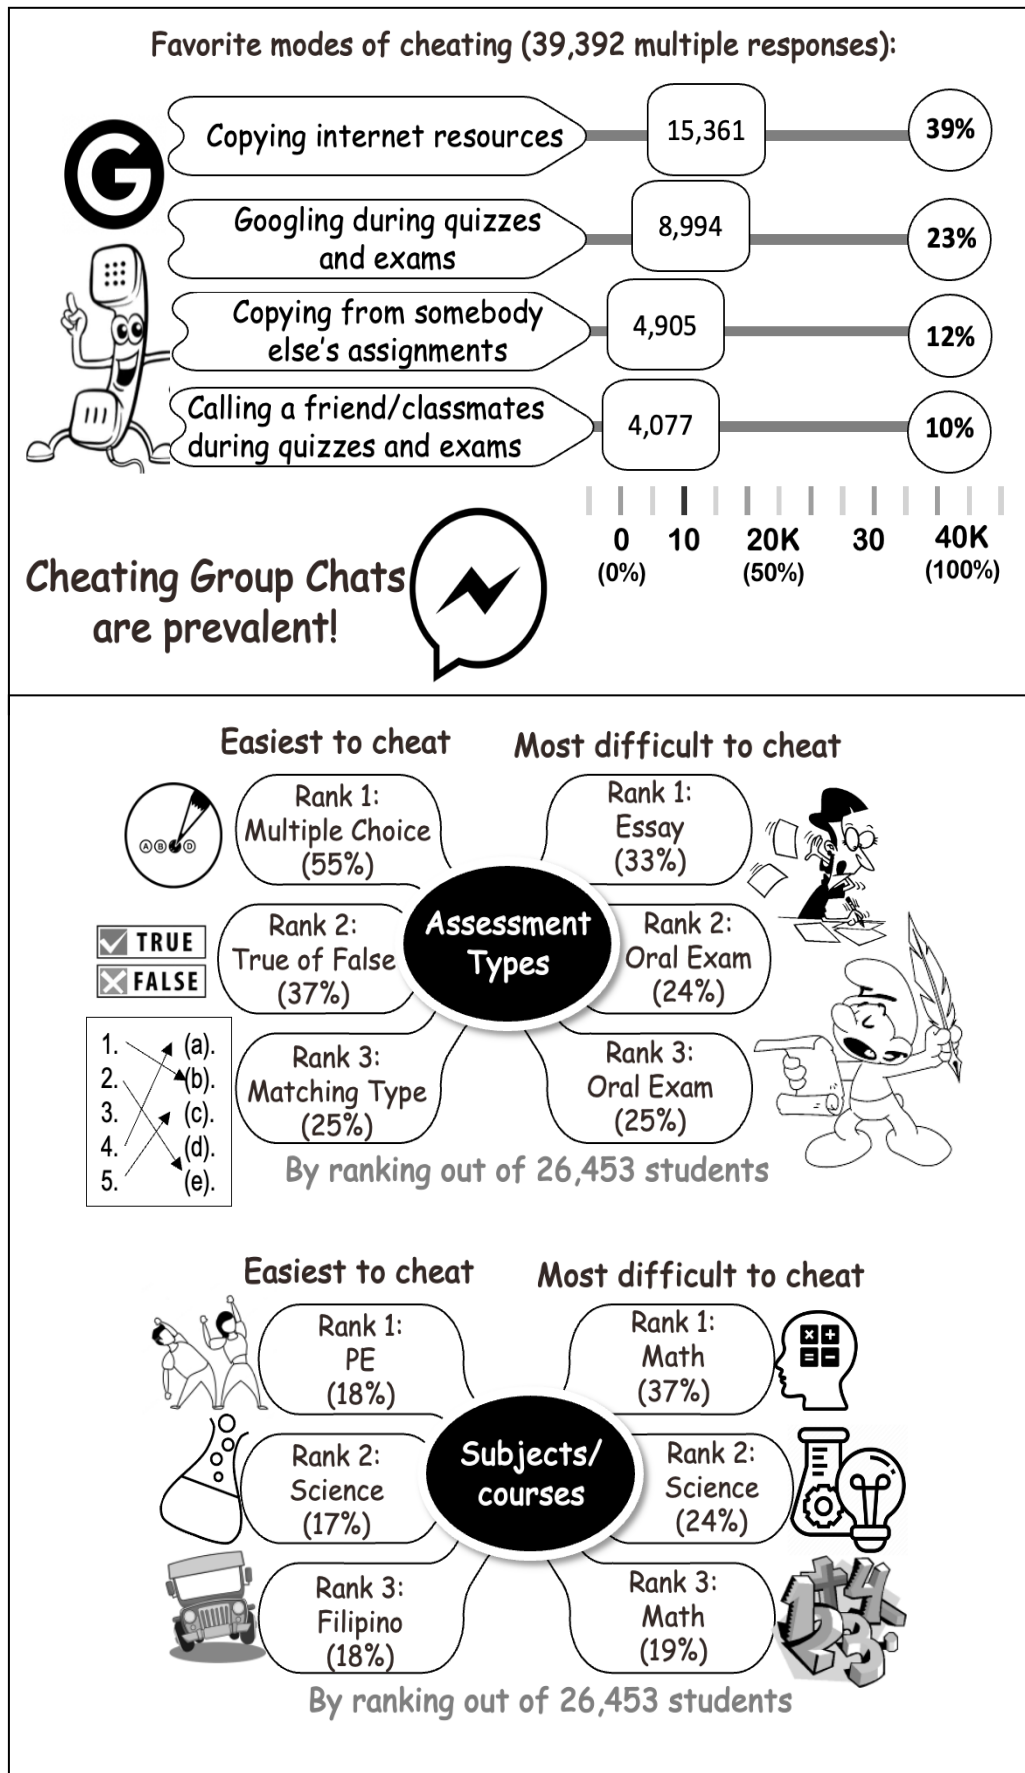 Favorite modes of cheating (39,392 multiple responses):
G
Copying internet resources
15,361
39%
Googling during quizzes
and exams
8,994
23%
Copying from somebody
else's assignments
4,905
12%
Calling a friend/classmates
during quizzes and exams
4,077
10%
0 10 20K 30 40K
(0%) (50%) (100%)
Cheating Group Chats
are prevalent!
Easiest to cheat
Most difficult to cheat
Rank 1:
Multiple Choice
(55%)
Rank 1:
Essay
(33%)
A B D
Assessment
Types
TRUE
FALSE
Rank 2:
True of False
(37%)
Rank 2:
Oral Exam
(24%)
1. (a).
2. (b).
3. (c).
4. (d).
5. (e).
Rank 3:
Matching Type
(25%)
Rank 3:
Oral Exam
(25%)
By ranking out of 26,453 students
Easiest to cheat
Most difficult to cheat
Rank 1:
PE
(18%)
Rank 1:
Math
(37%)
Subjects/
courses
Rank 2:
Science
(17%)
Rank 2:
Science
(24%)
Rank 3:
Filipino
(18%)
Rank 3:
Math
(19%)
1 + 4
2 3
By ranking out of 26,453 students